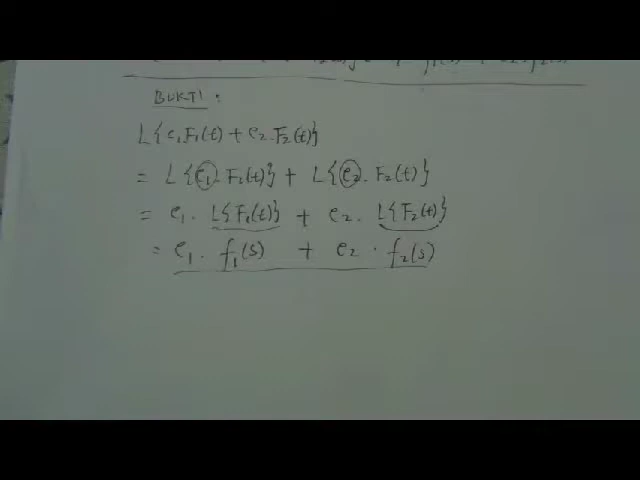 BUKTI :
L{c₁.F₁(t) + c₂.F₂(t)}
= L{c₁.F₁(t)} + L{c₂.F₂(t)}
= c₁. L{F₁(t)} + c₂. L{F₂(t)}
= c₁. f₁(s) + c₂ . f₂(s)